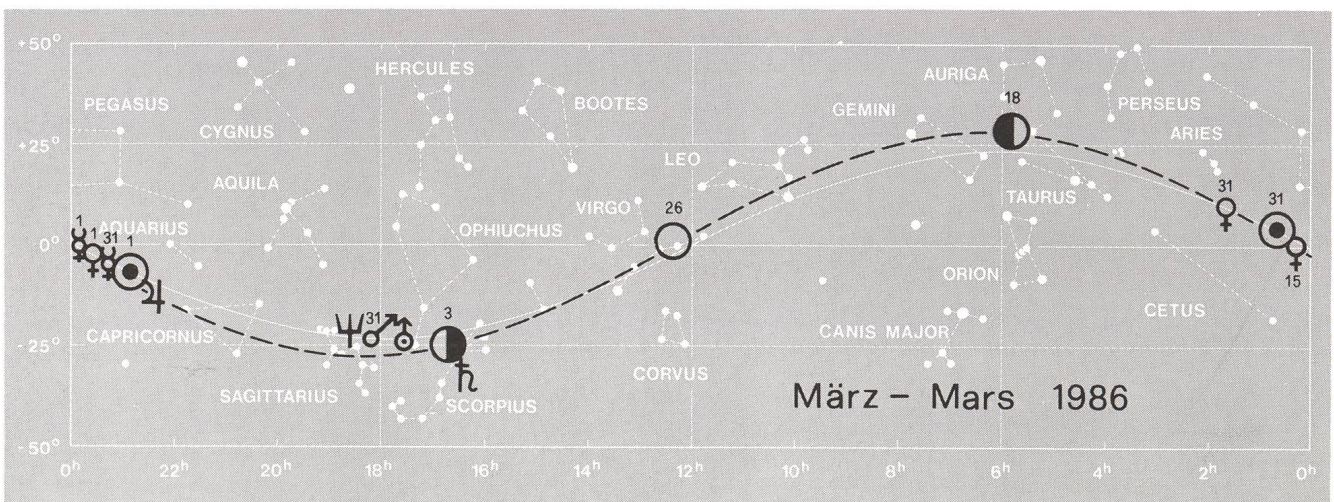 +50°
HERCULES
AURIGA
PEGASUS
BOOTES
GEMINI
18
PERSEUS
CYGNUS
+25°
ARIES
LEO
AQUILA
31
TAURUS
VIRGO
26
31
1
AQUARIUS
OPHIUCHUS
1 31 1
0°
ORION
15
31
3
CETUS
CAPRICORNUS
CANIS MAJOR
-25°
CORVUS
SAGITTARIUS
SCORPIUS
März – Mars 1986
-50°
0h 22h 20h 18h 16h 14h 12h 10h 8h 6h 4h 2h 0h